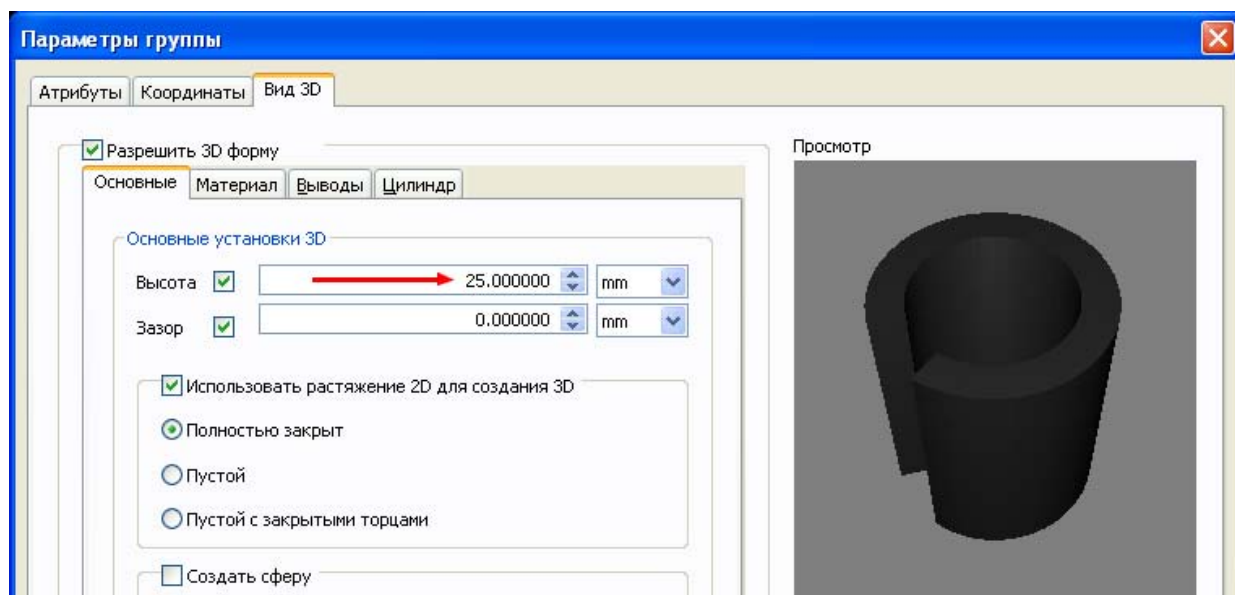 Параметры группы
Атрибуты Координаты Вид 3D
Разрешить 3D форму
Просмотр
Основные Материал Выводы Цилиндр
Основные установки 3D
Высота 25.000000 mm
Зазор 0.000000 mm
Использовать растяжение 2D для создания 3D
Полностью закрыт
Пустой
Пустой с закрытыми торцами
Создать сферу